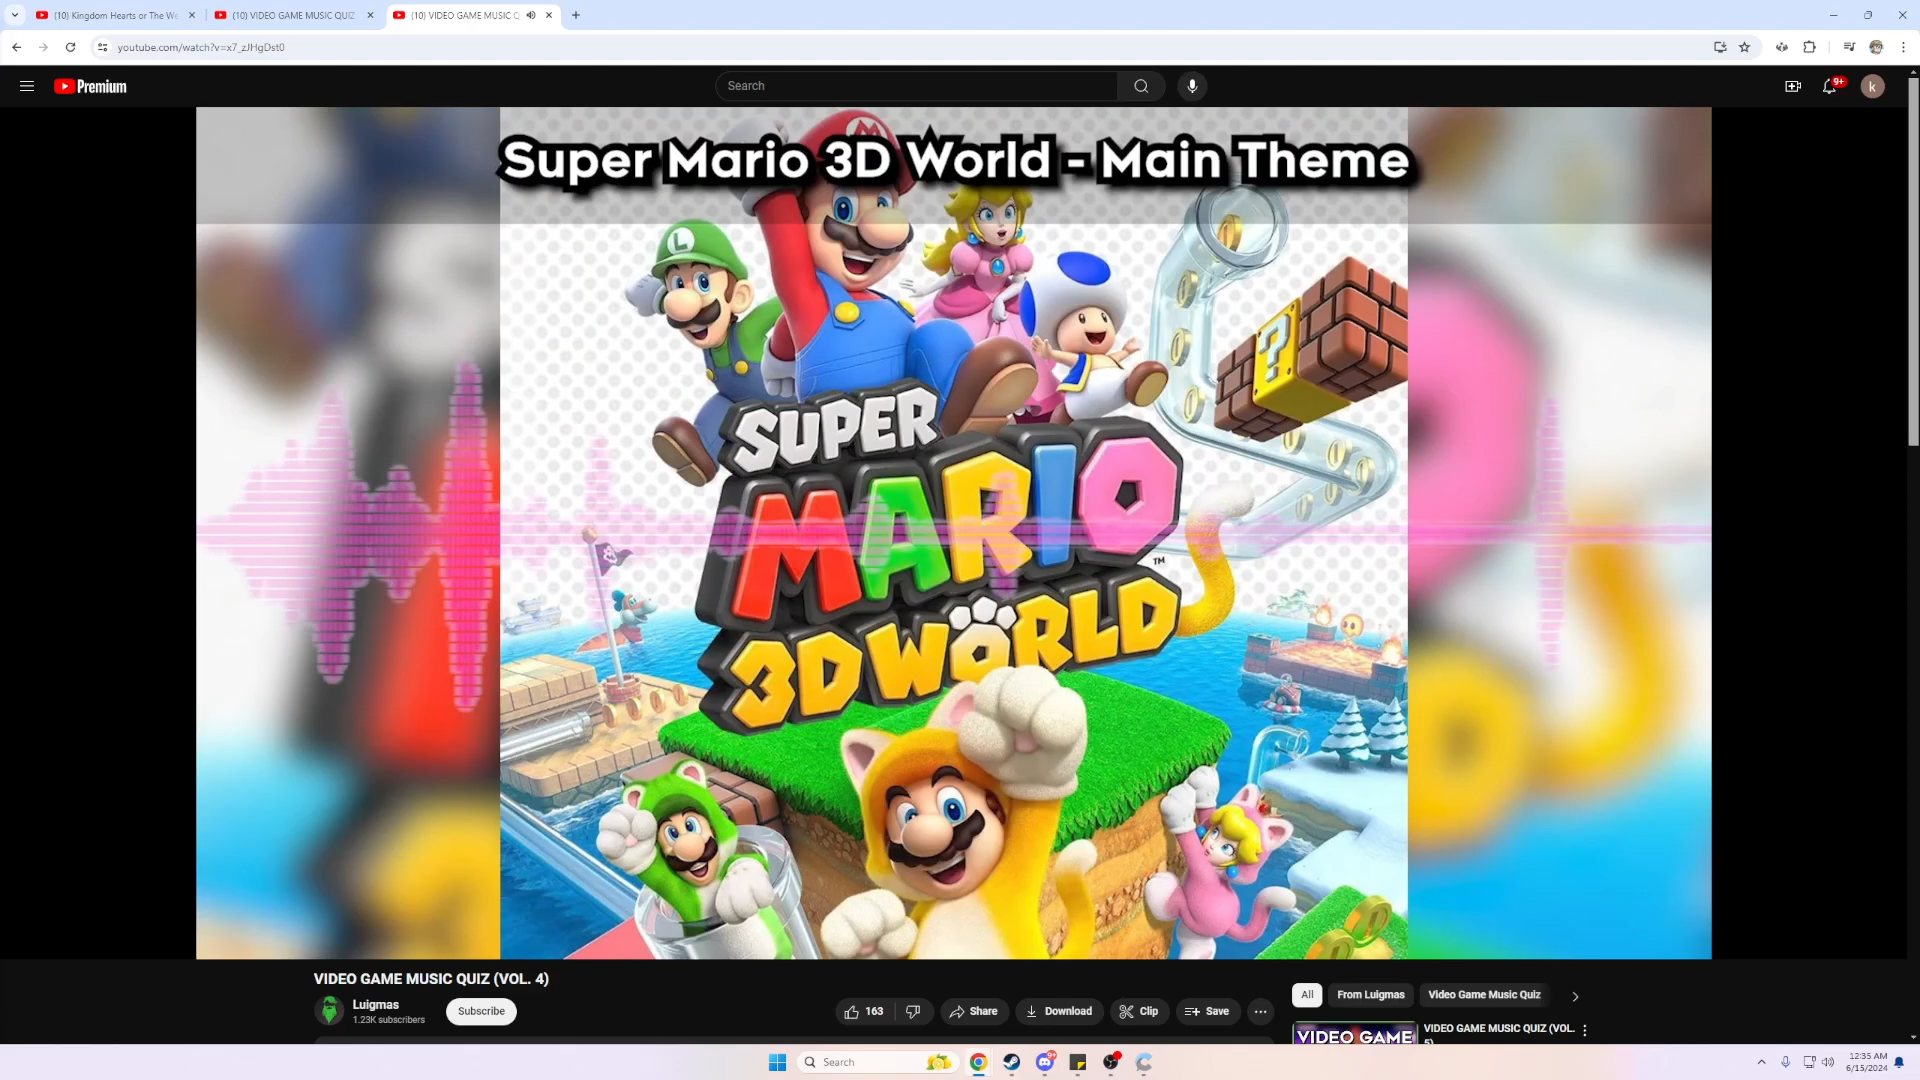 (10) Kingdom Hearts or The We
(10) VIDEO GAME MUSIC QUIZ
(10) VIDEO GAME MUSIC Q
youtube.com/watch?v=x7_zJHgDst0
Premium
Search
9+
k
Super Mario 3D World - Main Theme
M
L
?
SUPER
MARIO
TM
3D WORLD
VIDEO GAME MUSIC QUIZ (VOL. 4)
Luigmas
1.23K subscribers
Subscribe
163
Share
Download
Clip
Save
All
From Luigmas
Video Game Music Quiz
VIDEO GAME
VIDEO GAME MUSIC QUIZ (VOL.
5)
Search
9+
12:35 AM
6/15/2024